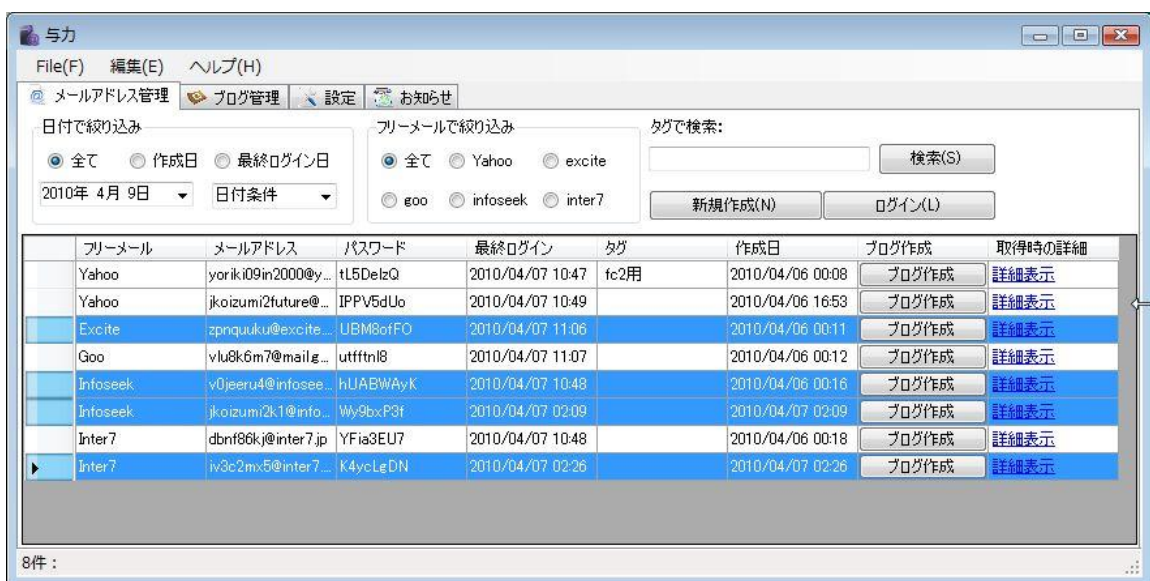 与力
File(F) 編集(E) ヘルプ(H)
メールアドレス管理 ブログ管理 設定 お知らせ
日付で絞り込み フリーメールで絞り込み タグで検索:
全て 作成日 最終ログイン日 全て Yahoo excite 検索(S)
2010年 4月 9日 日付条件 goo infoseek inter7 新規作成(N) ログイン(L)
フリーメール メールアドレス パスワード 最終ログイン タグ 作成日 ブログ作成 取得時の詳細
Yahoo yoriki09in2000@y... tL5DelzQ 2010/04/07 10:47 fc2用 2010/04/06 00:08 ブログ作成 詳細表示
Yahoo jkoizumi2future@... IPPV5dUo 2010/04/07 10:49 2010/04/06 16:53 ブログ作成 詳細表示
Excite zpnquuku@excite.... UBM8ofFO 2010/04/07 11:06 2010/04/06 00:11 ブログ作成 詳細表示
Goo vlu8k6m7@mail.g... utfftnl8 2010/04/07 11:07 2010/04/06 00:12 ブログ作成 詳細表示
Infoseek v0jeeru4@infosee... hUABWAyK 2010/04/07 10:48 2010/04/06 00:16 ブログ作成 詳細表示
Infoseek jkoizumi2k1@info... Wy9bxP3f 2010/04/07 02:09 2010/04/07 02:09 ブログ作成 詳細表示
Inter7 dbnf86kj@inter7.jp YFia3EU7 2010/04/07 10:48 2010/04/06 00:18 ブログ作成 詳細表示
Inter7 iv3c2mx5@inter7.... K4ycLgDN 2010/04/07 02:26 2010/04/07 02:26 ブログ作成 詳細表示
8件 :